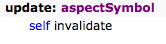 update: aspectSymbol
self invalidate